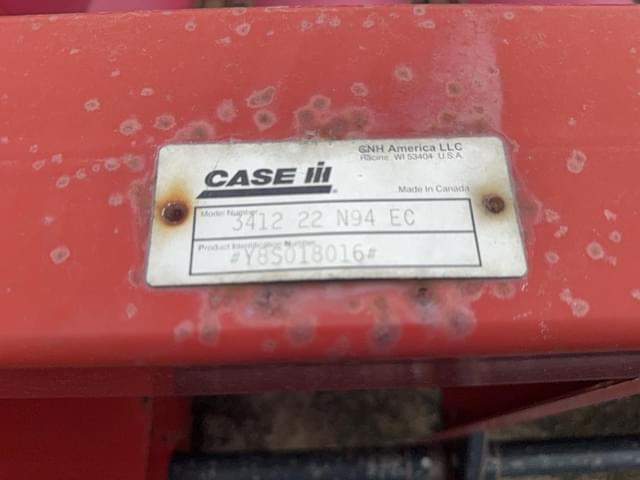 CNH America LLC
Racine WI 53404 U.S.A.
CASE IH
Made In Canada
Model Number
3412 22 N94 EC
Product Identification Number
#Y8S018016#